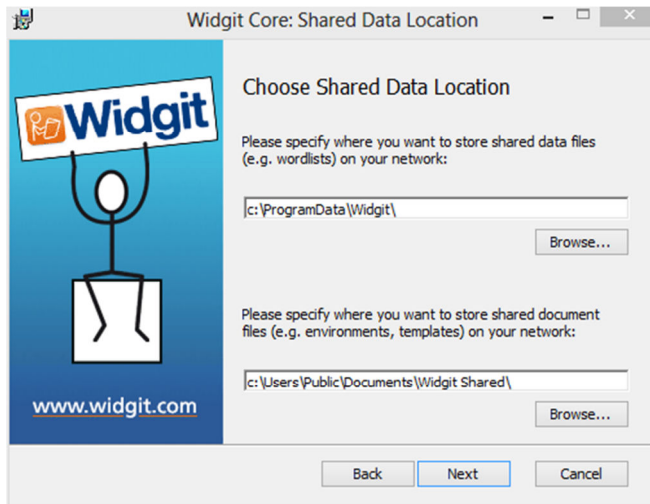 Widgit Core: Shared Data Location
Widgit
Choose Shared Data Location
Please specify where you want to store shared data files
(e.g. wordlists) on your network:
c:\ProgramData\Widgit\
Browse...
Please specify where you want to store shared document
files (e.g. environments, templates) on your network:
c:\Users\Public\Documents\Widgit Shared\
Browse...
www.widgit.com
Back Next Cancel